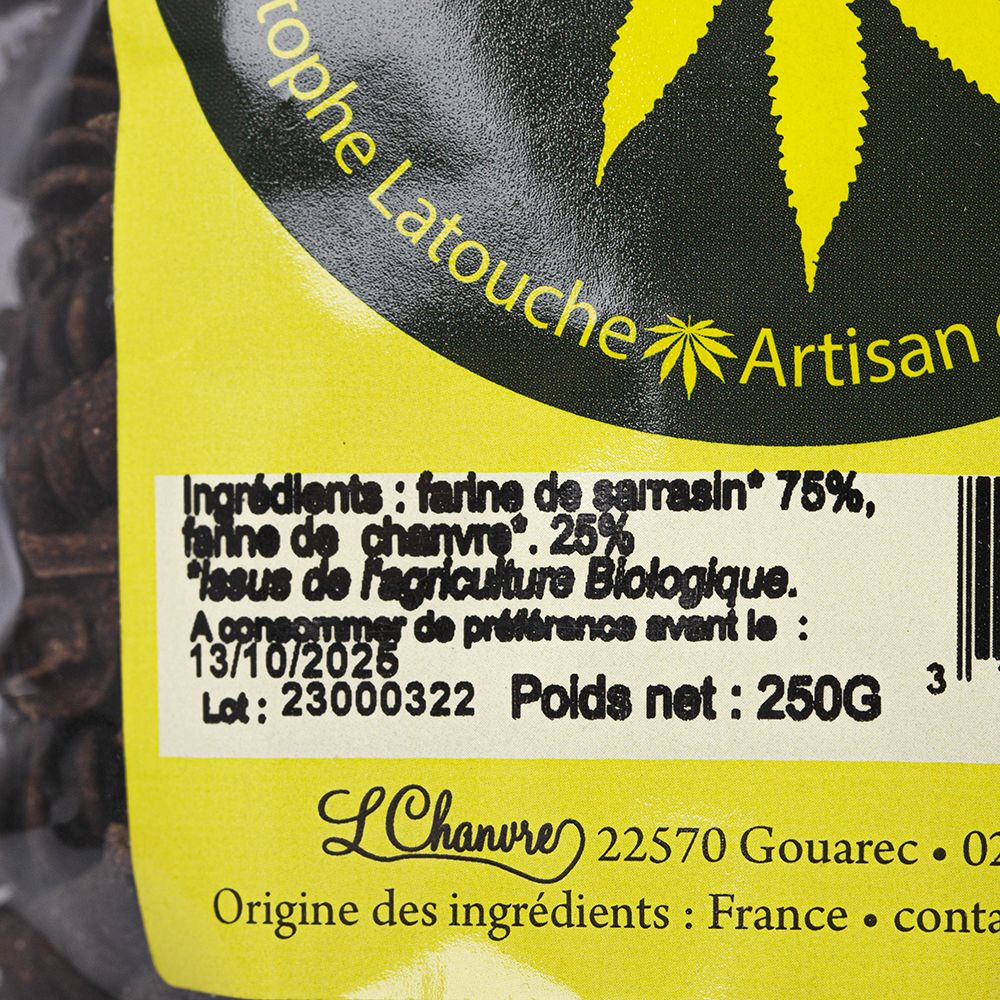 tophe Latouche Artisan
Ingrédients : farine de sarrasin* 75%,
farine de chanvre*. 25%
*Issus de l'agriculture Biologique.
A consommer de préférence avant le :
13/10/2025
Lot : 23000322 Poids net : 250G
3
L Chanvre 22570 Gouarec • 02
Origine des ingrédients : France • conta